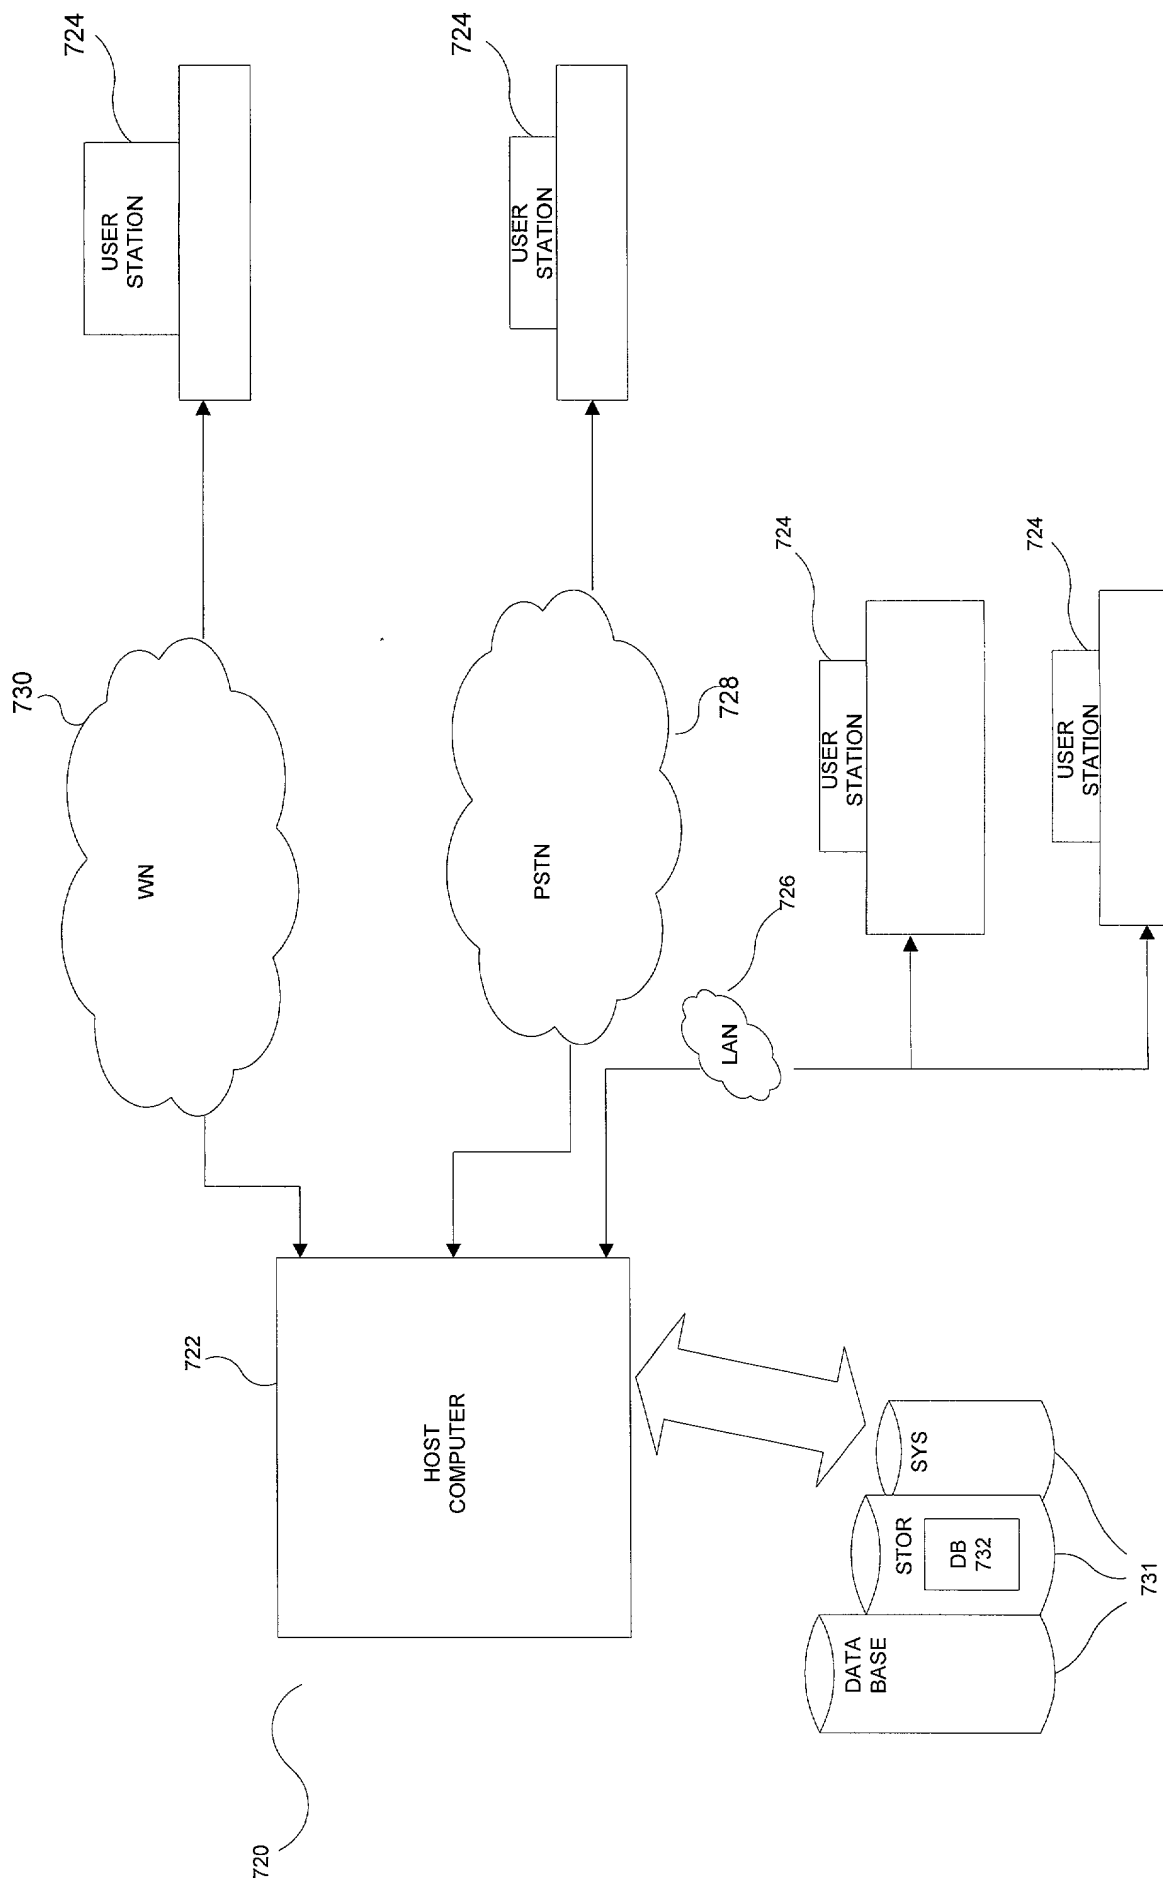 724
USER
STATION
730
WN
724
USER
STATION
728
PSTN
724
USER
STATION
724
USER
STATION
726
LAN
722
HOST
COMPUTER
SYS
STOR
DB
732
DATA
BASE
731
720